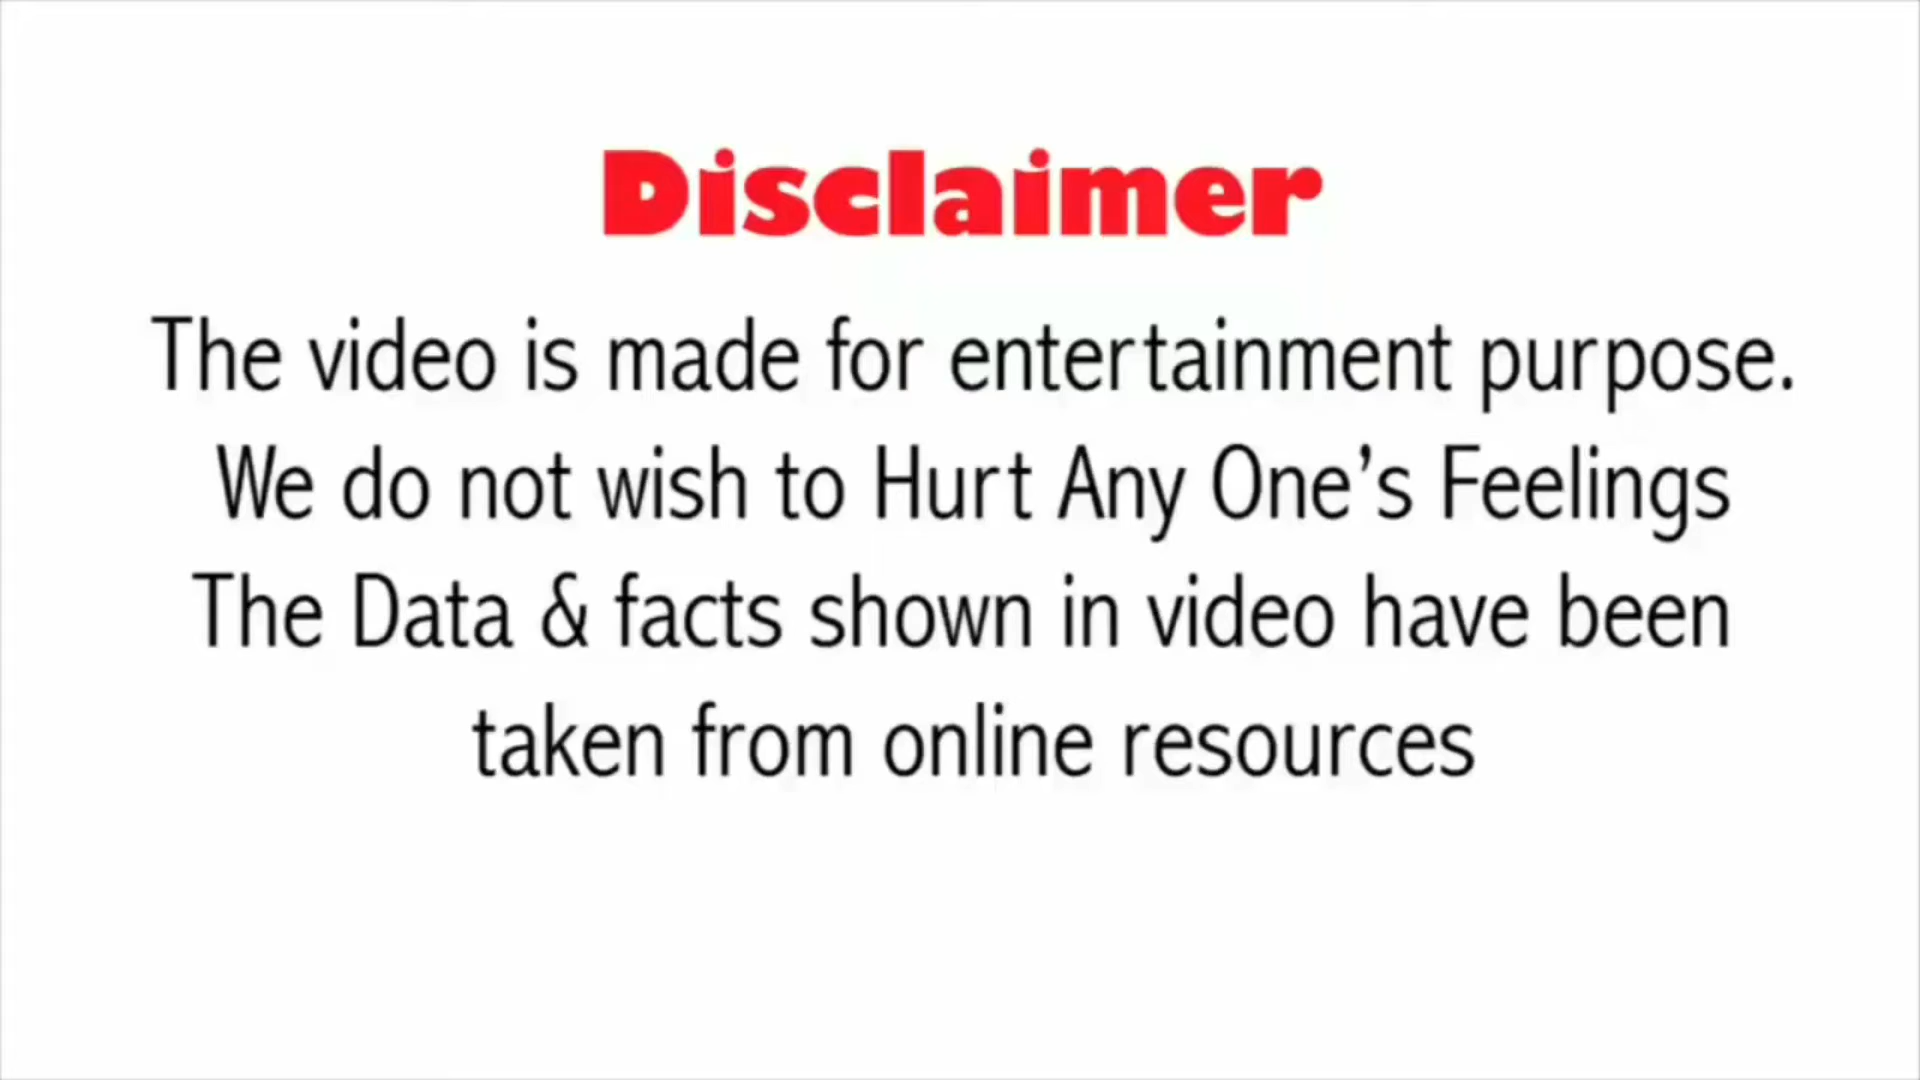 Disclaimer
The video is made for entertainment purpose.
We do not wish to Hurt Any One’s Feelings
The Data & facts shown in video have been
taken from online resources